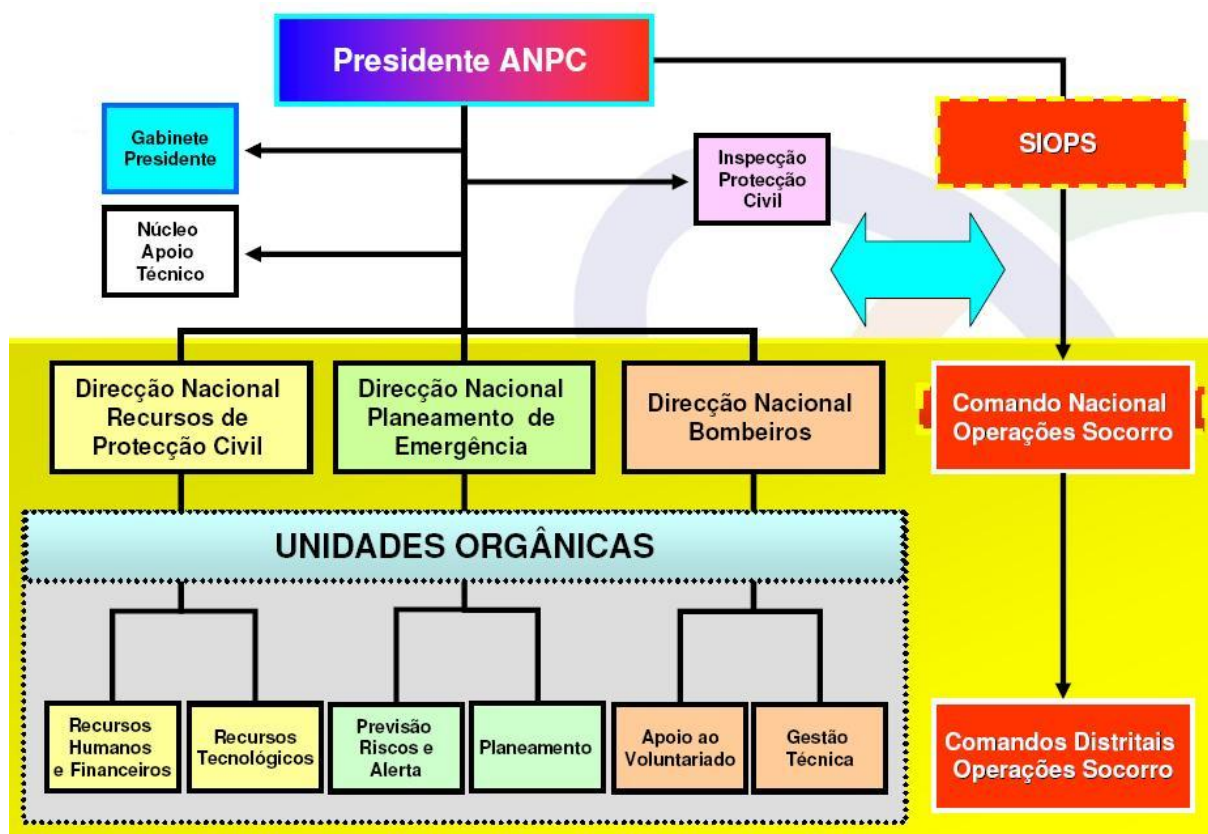 Presidente ANPC
Gabinete
Presidente
Inspecção
Protecção
Civil
SIOPS
Núcleo
Apoio
Técnico
Direcção Nacional
Recursos de
Protecção Civil
Direcção Nacional
Planeamento de
Emergência
Direcção Nacional
Bombeiros
Comando Nacional
Operações Socorro
UNIDADES ORGÂNICAS
Recursos
Humanos
e Financeiros
Recursos
Tecnológicos
Previsão
Riscos e
Alerta
Planeamento
Apoio ao
Voluntariado
Gestão
Técnica
Comandos Distritais
Operações Socorro